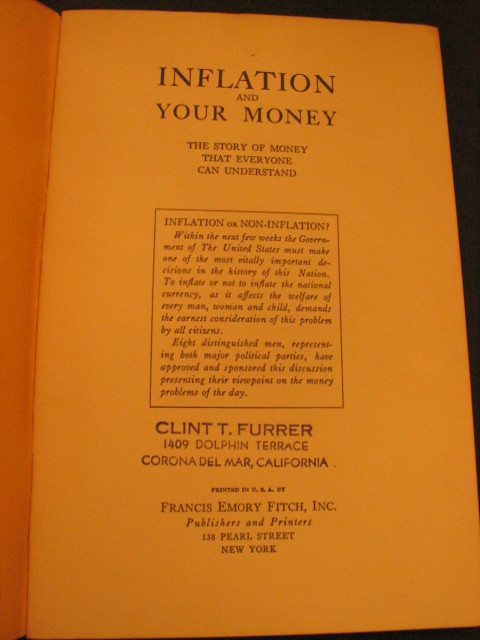 INFLATION
AND
YOUR MONEY
THE STORY OF MONEY
THAT EVERYONE
CAN UNDERSTAND
INFLATION OR NON-INFLATION?
Within the next few weeks the Govern-
ment of The United States must make
one of the most vitally important de-
cisions in the history of this Nation.
To inflate or not to inflate the national
currency, as it affects the welfare of
every man, woman and child, demands
the earnest consideration of this problem
by all citizens.
Eight distinguished men, represent-
ing both major political parties, have
approved and sponsored this discussion
presenting their viewpoint on the money
problems of the day.
CLINT T. FURRER
1409 DOLPHIN TERRACE
CORONA DEL MAR, CALIFORNIA.
PRINTED IN U. S. A. BY
FRANCIS EMORY FITCH, INC.
Publishers and Printers
138 PEARL STREET
NEW YORK